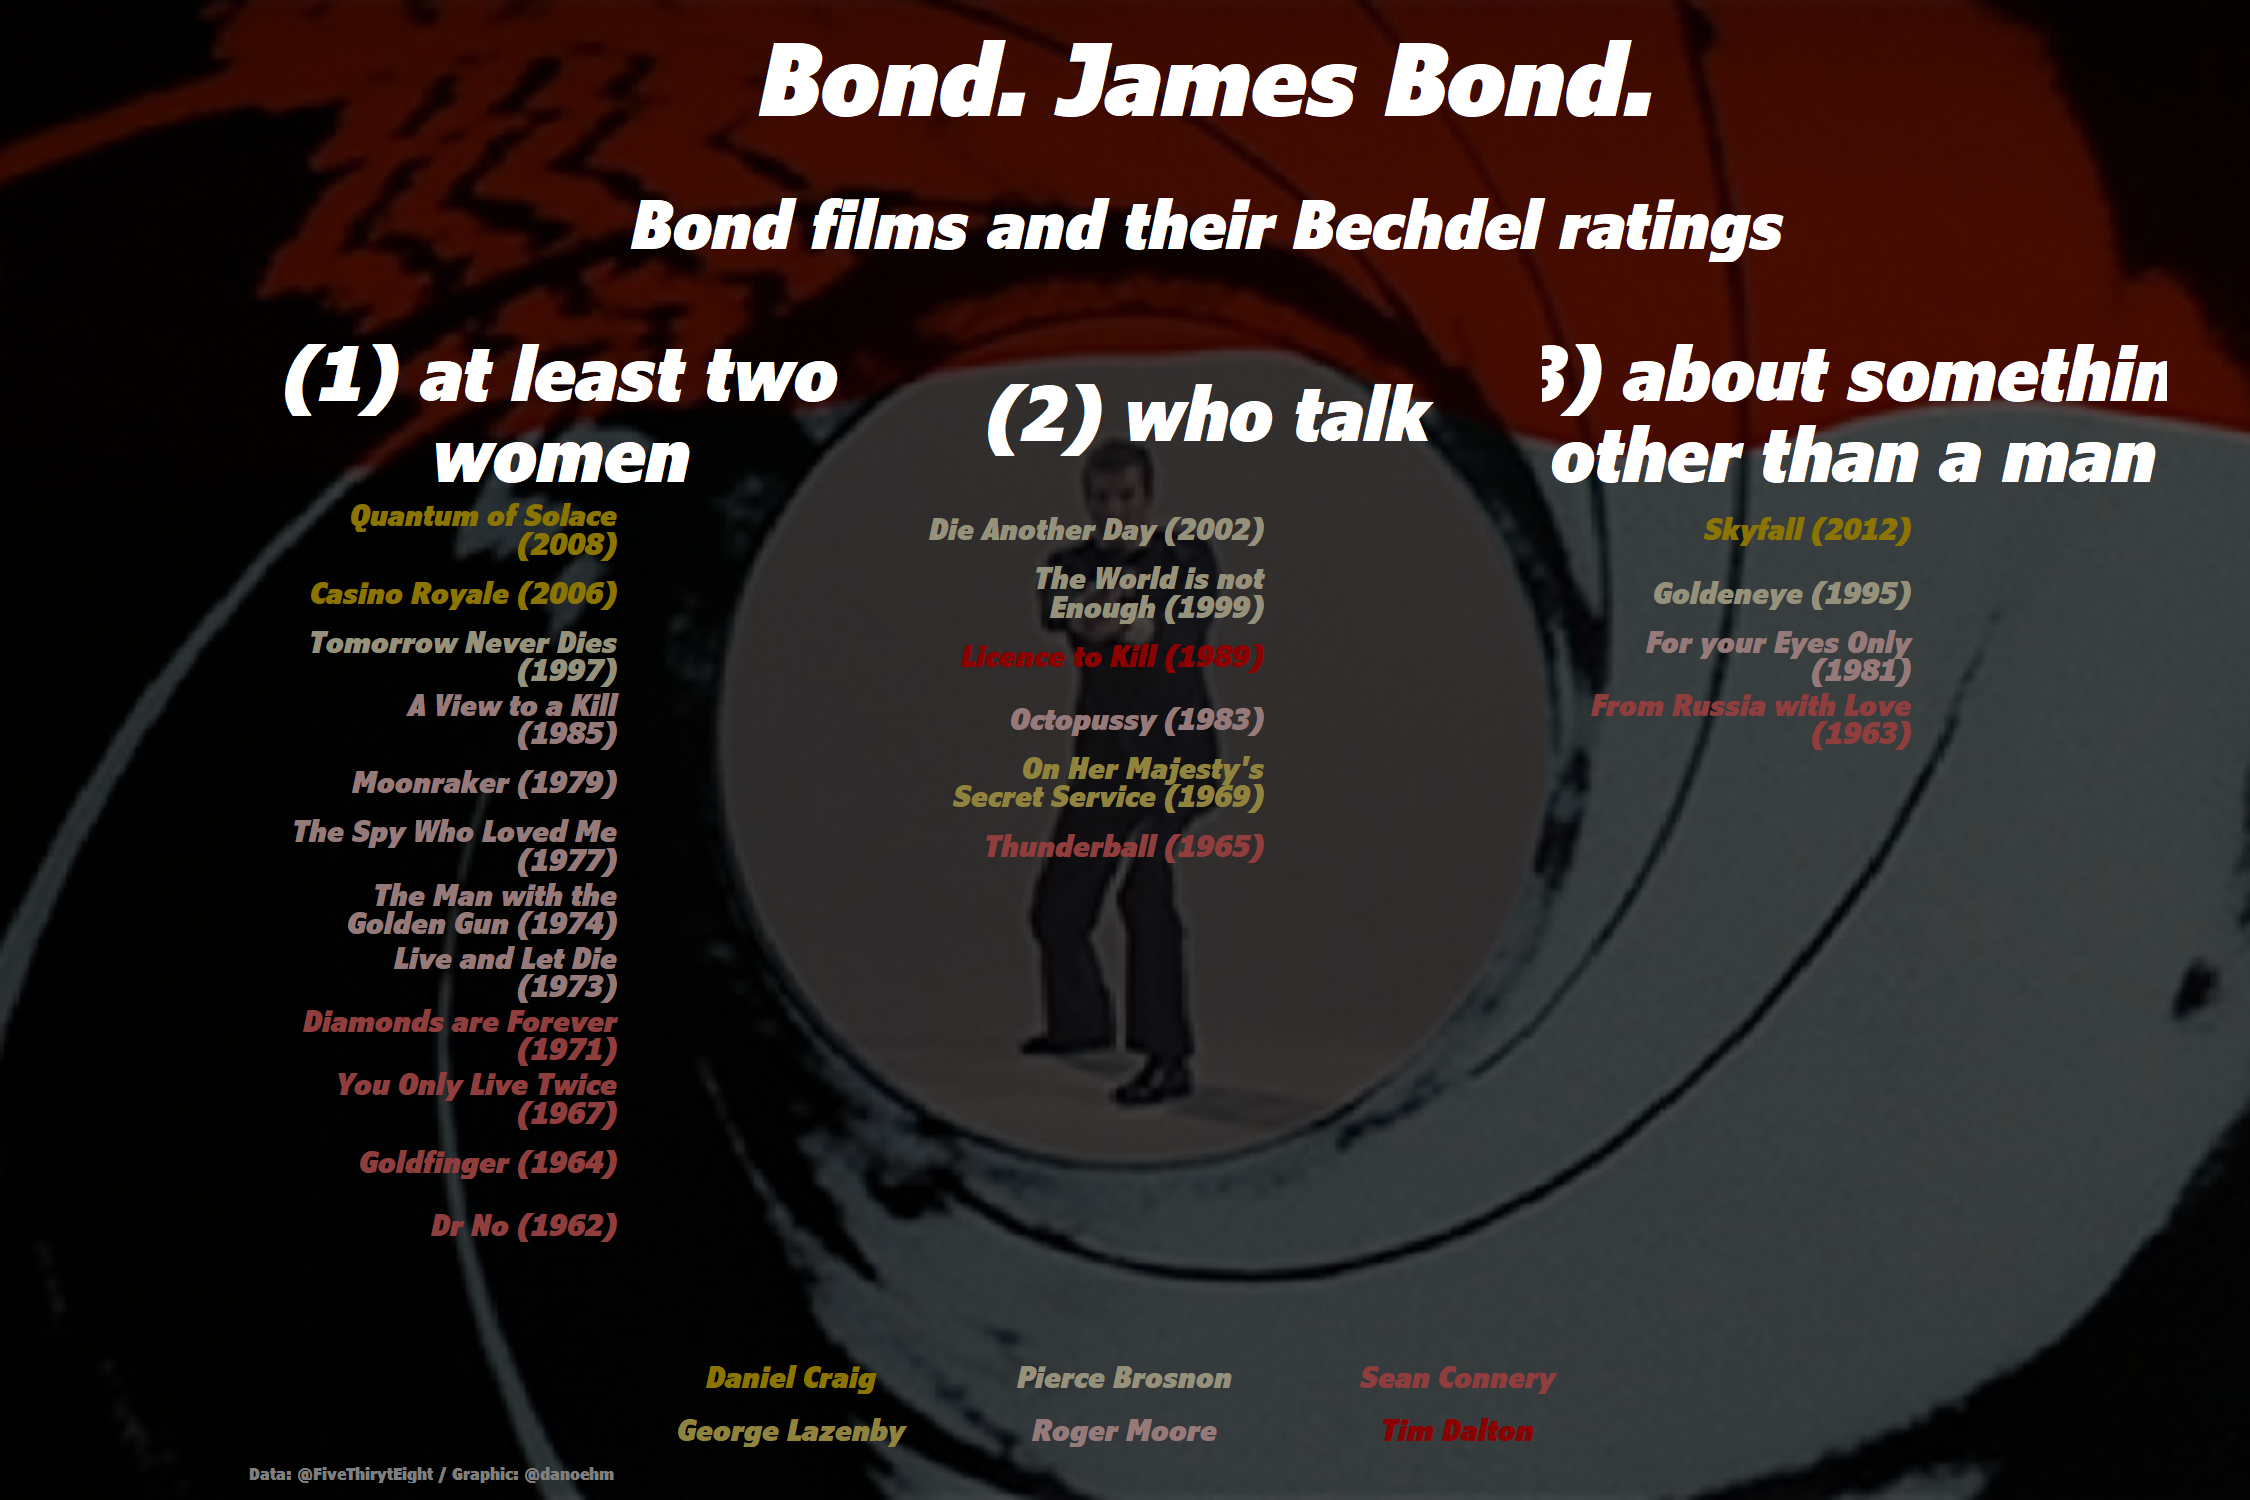 Bond. James Bond.
Bond films and their Bechdel ratings
(1) at least two
women
Quantum of Solace
(2008)
Casino Royale (2006)
Tomorrow Never Dies
(1997)
A View to a Kill
(1985)
Moonraker (1979)
The Spy Who Loved Me
(1977)
The Man with the
Golden Gun (1974)
Live and Let Die
(1973)
Diamonds are Forever
(1971)
You Only Live Twice
(1967)
Goldfinger (1964)
Dr No (1962)
(2) who talk
Die Another Day (2002)
The World is not
Enough (1999)
Licence to Kill (1989)
Octopussy (1983)
On Her Majesty's
Secret Service (1969)
Thunderball (1965)
3) about somethin
other than a man
Skyfall (2012)
Goldeneye (1995)
For your Eyes Only
(1981)
From Russia with Love
(1963)
Daniel Craig
Pierce Brosnon
Sean Connery
George Lazenby
Roger Moore
Tim Dalton
Data: @FiveThirytEight / Graphic: @danoehm